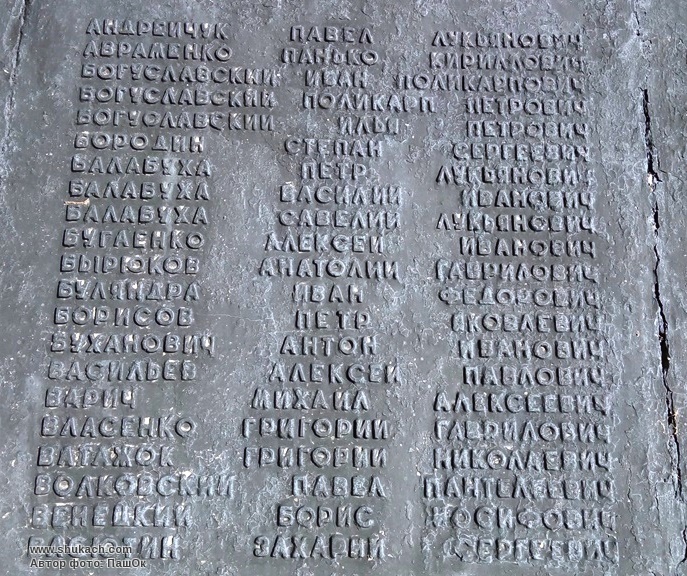 АНДРЕЙЧУК ПАВЕЛ ЛУКЬЯНОВИЧ
АВРАМЕНКО ПАНЬКО КИРИЛЛОВИЧ
БОГУСЛАВСКИЙ ИВАН ПОЛИКАРПОВИЧ
БОГУСЛАВСКИЙ ПОЛИКАРП ПЕТРОВИЧ
БОГУСЛАВСКИЙ ИЛЬЯ ПЕТРОВИЧ
БОРОДИН СТЕПАН СЕРГЕЕВИЧ
БАЛАБУХА ПЕТР ЛУКЬЯНОВИЧ
БАЛАБУХА ВАСИЛИЙ ИВАНОВИЧ
БАЛАБУХА САВЕЛИЙ ЛУКЬЯНОВИЧ
БУГАЕНКО АЛЕКСЕЙ ИВАНОВИЧ
БЫРЮКОВ АНАТОЛИЙ ГАВРИЛОВИЧ
БУЛЯНДРА ИВАН ФЕДОРОВИЧ
БОРИСОВ ПЕТР ЯКОВЛЕВИЧ
БУХАНОВИЧ АНТОН ИВАНОВИЧ
ВАСИЛЬЕВ АЛЕКСЕЙ ПАВЛОВИЧ
ВАРИЧ МИХАИЛ АЛЕКСЕЕВИЧ
ВЛАСЕНКО ГРИГОРИЙ ГАВРИЛОВИЧ
ВАТАЖОК ГРИГОРИЙ НИКОЛАЕВИЧ
ВОЛКОВСКИЙ ПАВЕЛ ПАНТЕЛЕЕВИЧ
ВЕНЕЦКИЙ БОРИС ИОСИФОВИЧ
ЗАХАРИЙ СЕРГЕЕВИЧ
www.shukach.com
Автор фото: ПашОк